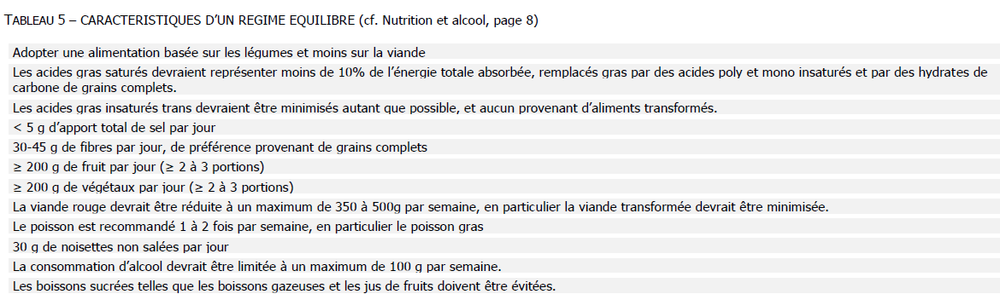 TABLEAU 5 – CARACTERISTIQUES D’UN REGIME EQUILIBRE (cf. Nutrition et alcool, page 8)
Adopter une alimentation basée sur les légumes et moins sur la viande
Les acides gras saturés devraient représenter moins de 10% de l’énergie totale absorbée, remplacés gras par des acides poly et mono insaturés et par des hydrates de
carbone de grains complets.
Les acides gras insaturés trans devraient être minimisés autant que possible, et aucun provenant d’aliments transformés.
< 5 g d’apport total de sel par jour
30-45 g de fibres par jour, de préférence provenant de grains complets
≥ 200 g de fruit par jour (≥ 2 à 3 portions)
≥ 200 g de végétaux par jour (≥ 2 à 3 portions)
La viande rouge devrait être réduite à un maximum de 350 à 500g par semaine, en particulier la viande transformée devrait être minimisée.
Le poisson est recommandé 1 à 2 fois par semaine, en particulier le poisson gras
30 g de noisettes non salées par jour
La consommation d’alcool devrait être limitée à un maximum de 100 g par semaine.
Les boissons sucrées telles que les boissons gazeuses et les jus de fruits doivent être évitées.